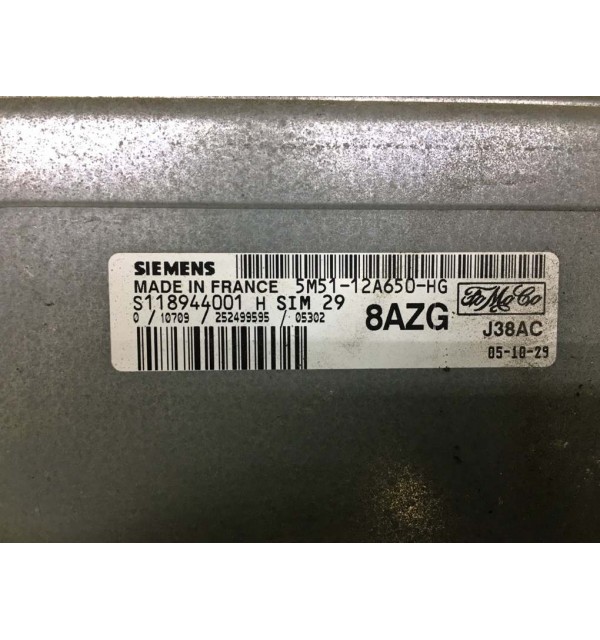 SIEMENS
MADE IN FRANCE 5M51-12A650-HG
S118944001 H SIM 29
0 / 10709 / 252499595 / 05302
8AZG
FoMoCo
J38AC
05-10-29